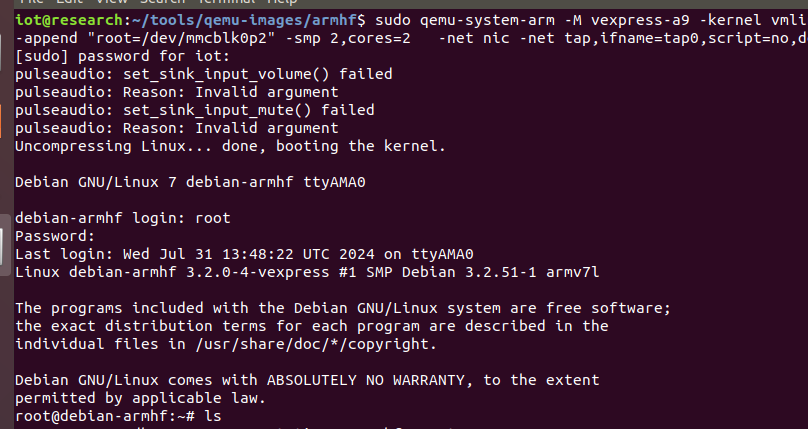 iot@research:~/tools/qemu-images/armhf$ sudo qemu-system-arm -M vexpress-a9 -kernel vmli
-append "root=/dev/mmcblk0p2" -smp 2,cores=2   -net nic -net tap,ifname=tap0,script=no,d
[sudo] password for iot:
pulseaudio: set_sink_input_volume() failed
pulseaudio: Reason: Invalid argument
pulseaudio: set_sink_input_mute() failed
pulseaudio: Reason: Invalid argument
Uncompressing Linux... done, booting the kernel.

Debian GNU/Linux 7 debian-armhf ttyAMA0

debian-armhf login: root
Password:
Last login: Wed Jul 31 13:48:22 UTC 2024 on ttyAMA0
Linux debian-armhf 3.2.0-4-vexpress #1 SMP Debian 3.2.51-1 armv7l

The programs included with the Debian GNU/Linux system are free software;
the exact distribution terms for each program are described in the
individual files in /usr/share/doc/*/copyright.

Debian GNU/Linux comes with ABSOLUTELY NO WARRANTY, to the extent
permitted by applicable law.
root@debian-armhf:~# ls